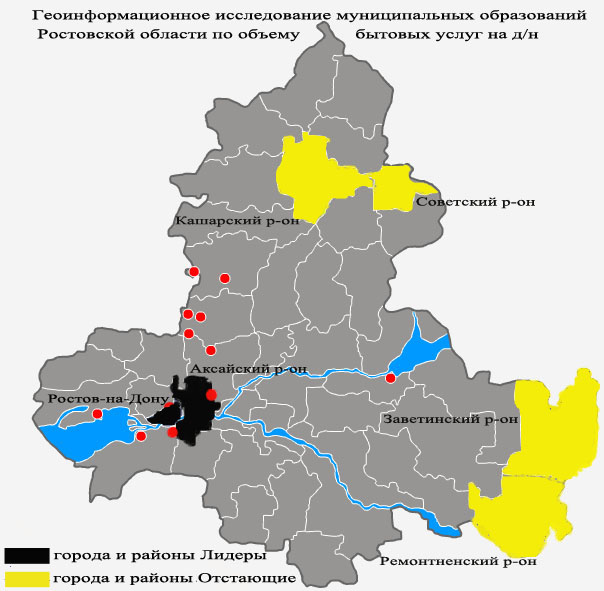 Геоинформационное исследование муниципальных образований
Ростовской области по объему бытовых услуг на д/н
Советский р-он
Кашарский р-он
Аксайский р-он
Ростов-на-Дону
Заветинский р-он
города и районы Лидеры
Ремонтненский р-он
города и районы Отстающие